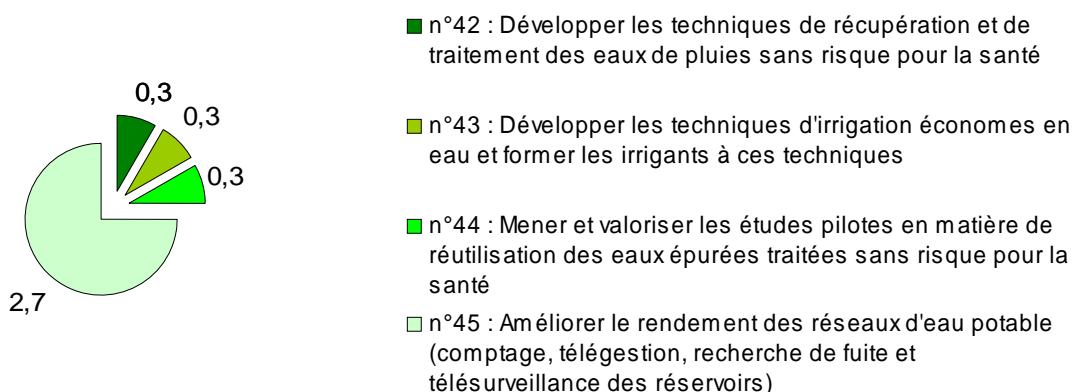 0,3
0,3
0,3
2,7
n°42 : Développer les techniques de récupération et de
traitement des eaux de pluies sans risque pour la santé
n°43 : Développer les techniques d'irrigation économes en
eau et former les irrigants à ces techniques
n°44 : Mener et valoriser les études pilotes en matière de
réutilisation des eaux épurées traitées sans risque pour la
santé
n°45 : Améliorer le rendement des réseaux d'eau potable
(comptage, télégestion, recherche de fuite et
télésurveillance des réservoirs)